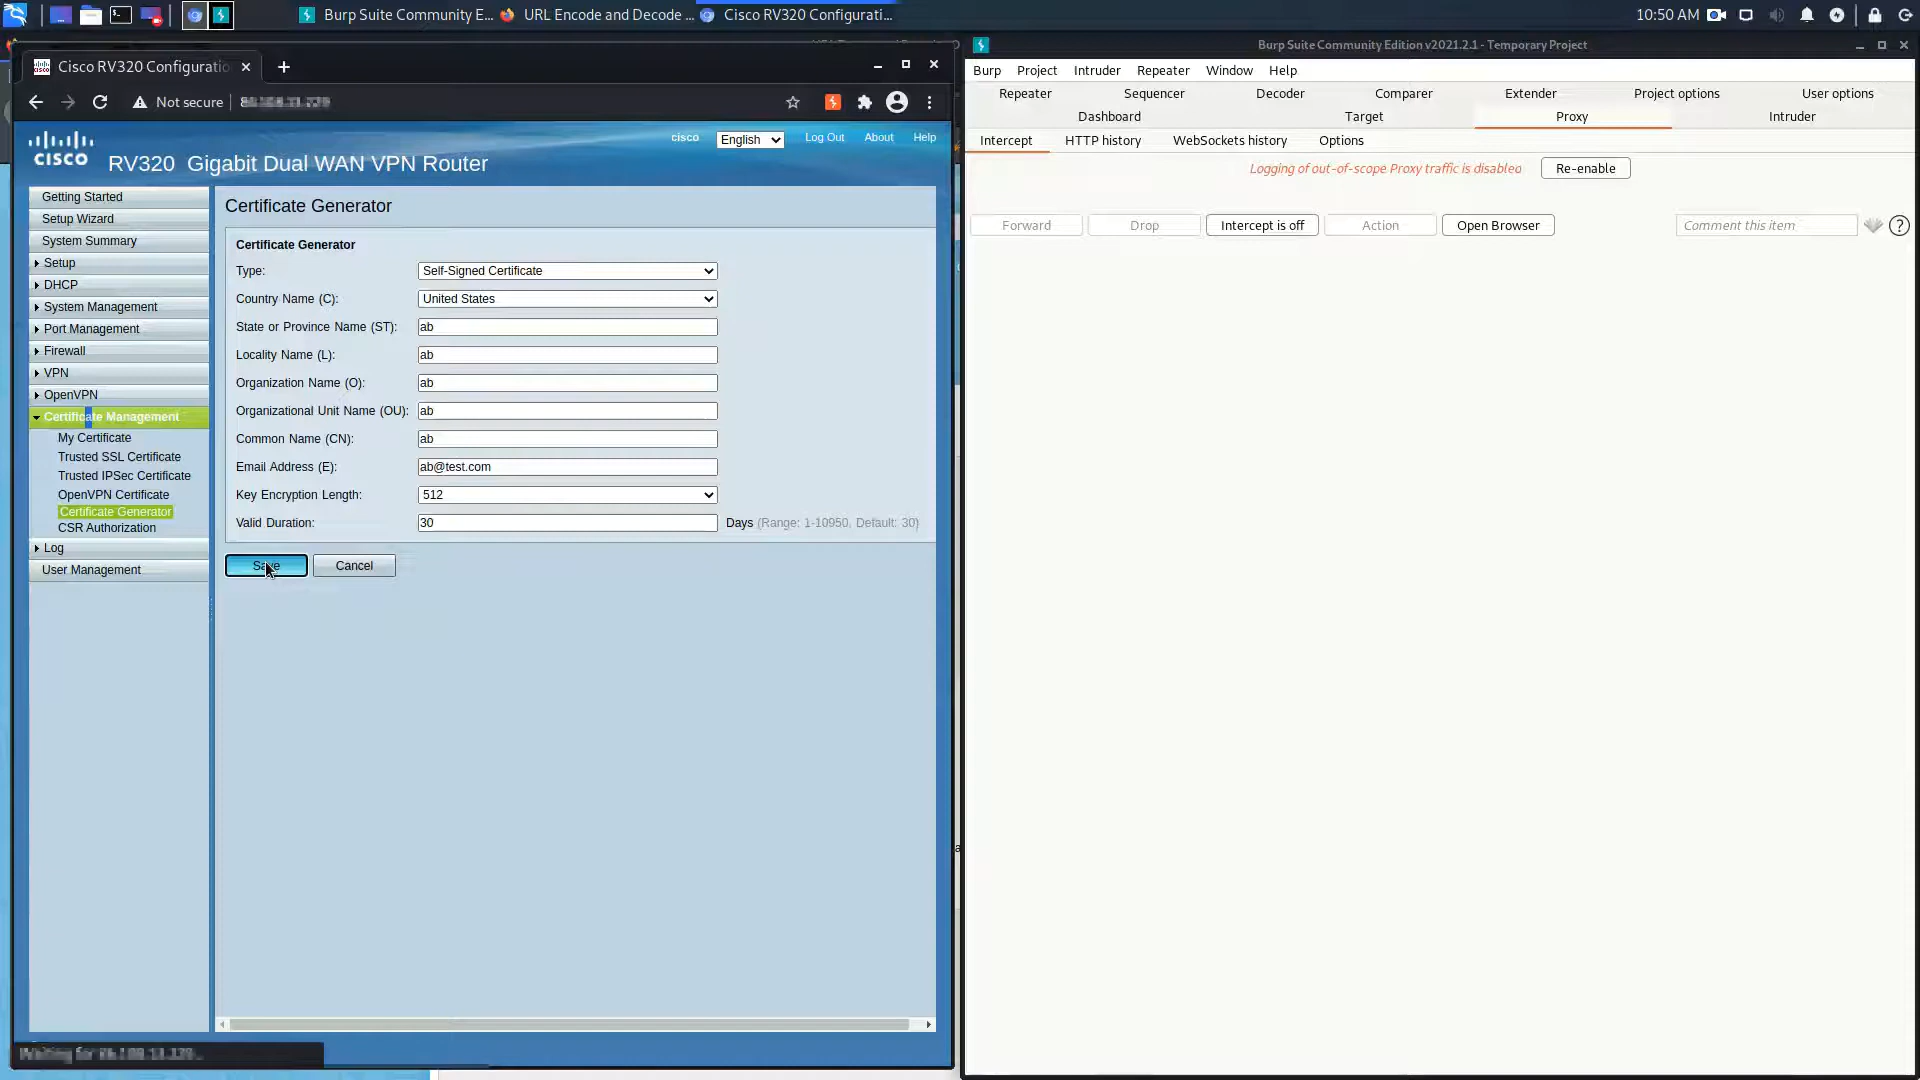 Burp Suite Community E...
URL Encode and Decode ...
Cisco RV320 Configurati...
10:50 AM
Cisco RV320 Configuratio
Not secure
cisco
English
Log Out
About
Help
CISCO
RV320 Gigabit Dual WAN VPN Router
Getting Started
Setup Wizard
System Summary
Setup
DHCP
System Management
Port Management
Firewall
VPN
OpenVPN
Certificate Management
My Certificate
Trusted SSL Certificate
Trusted IPSec Certificate
OpenVPN Certificate
Certificate Generator
CSR Authorization
Log
User Management
Certificate Generator
Certificate Generator
Type: Self-Signed Certificate
Country Name (C): United States
State or Province Name (ST): ab
Locality Name (L): ab
Organization Name (O): ab
Organizational Unit Name (OU): ab
Common Name (CN): ab
Email Address (E): ab@test.com
Key Encryption Length: 512
Valid Duration: 30 Days (Range: 1-10950, Default: 30)
Save Cancel
Waiting for
Burp Suite Community Edition v2021.2.1 - Temporary Project
Burp Project Intruder Repeater Window Help
Repeater Sequencer Decoder Comparer Extender Project options User options
Dashboard Target Proxy Intruder
Intercept HTTP history WebSockets history Options
Logging of out-of-scope Proxy traffic is disabled Re-enable
Forward Drop Intercept is off Action Open Browser Comment this item